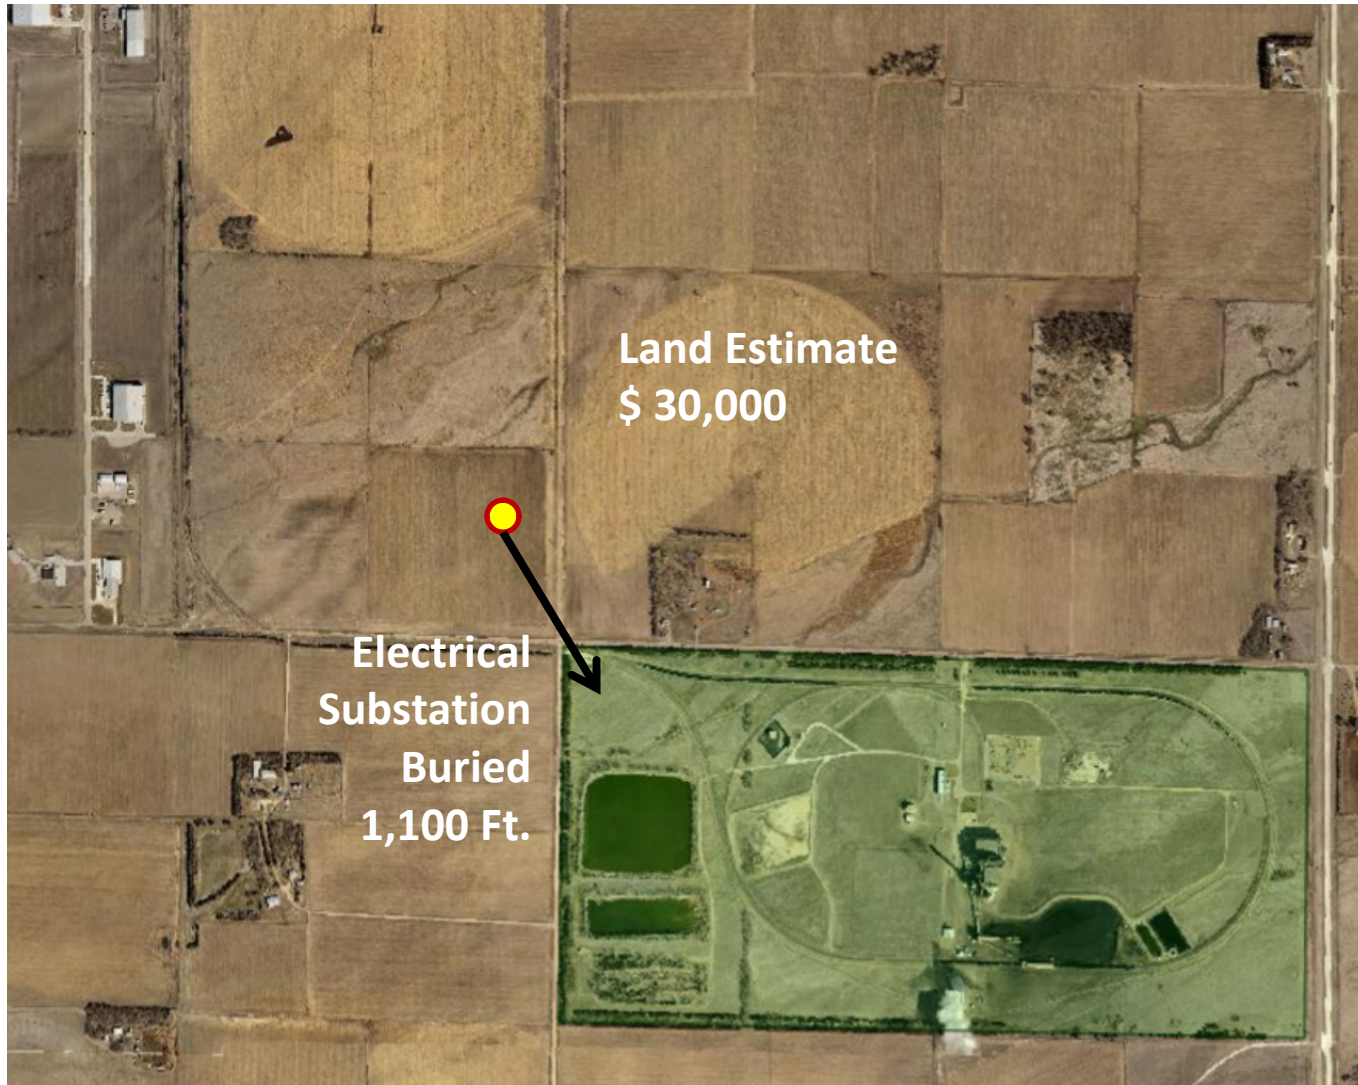 Land Estimate
$ 30,000
Electrical
Substation
Buried
1,100 Ft.